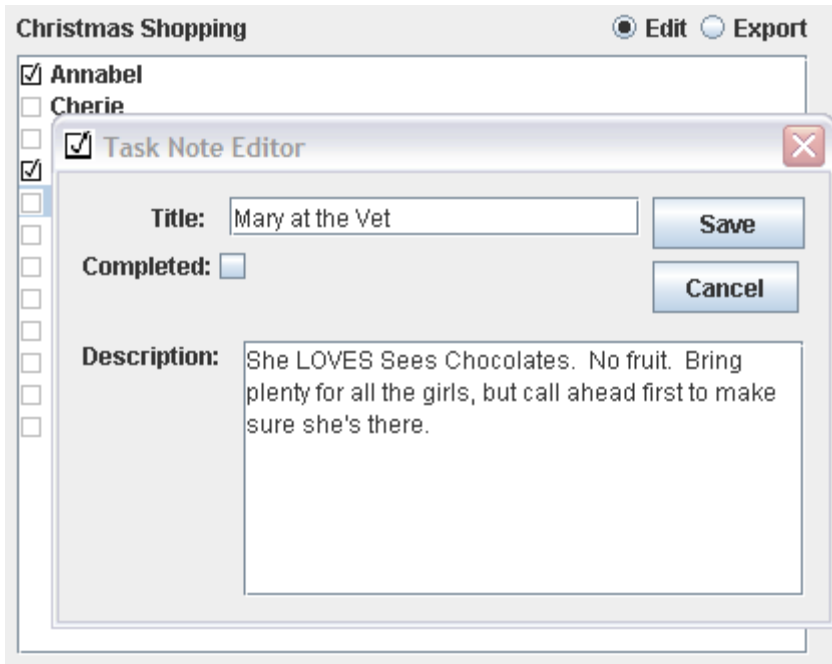 Christmas Shopping Edit Export
Annabel
Cherie
Task Note Editor
Title: Mary at the Vet Save
Completed:
Cancel
Description: She LOVES Sees Chocolates. No fruit. Bring
plenty for all the girls, but call ahead first to make
sure she's there.